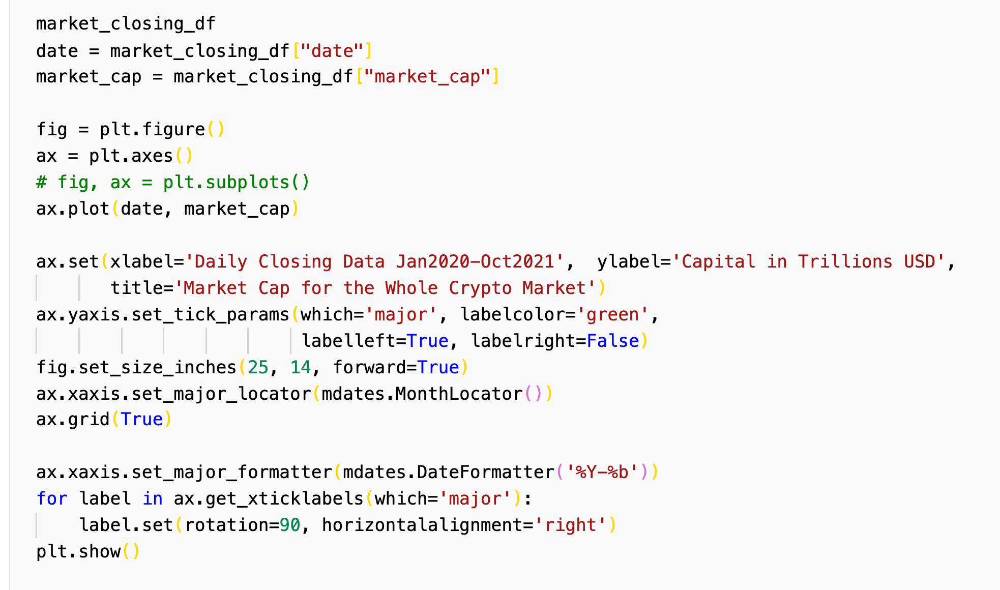 market_closing_df
date = market_closing_df["date"]
market_cap = market_closing_df["market_cap"]
fig = plt.figure()
ax = plt.axes()
# fig, ax = plt.subplots()
ax.plot(date, market_cap)
ax.set(xlabel='Daily Closing Data Jan2020-Oct2021',  ylabel='Capital in Trillions USD',
       title='Market Cap for the Whole Crypto Market')
ax.yaxis.set_tick_params(which='major', labelcolor='green',
                         labelleft=True, labelright=False)
fig.set_size_inches(25, 14, forward=True)
ax.xaxis.set_major_locator(mdates.MonthLocator())
ax.grid(True)
ax.xaxis.set_major_formatter(mdates.DateFormatter('%Y-%b'))
for label in ax.get_xticklabels(which='major'):
    label.set(rotation=90, horizontalalignment='right')
plt.show()